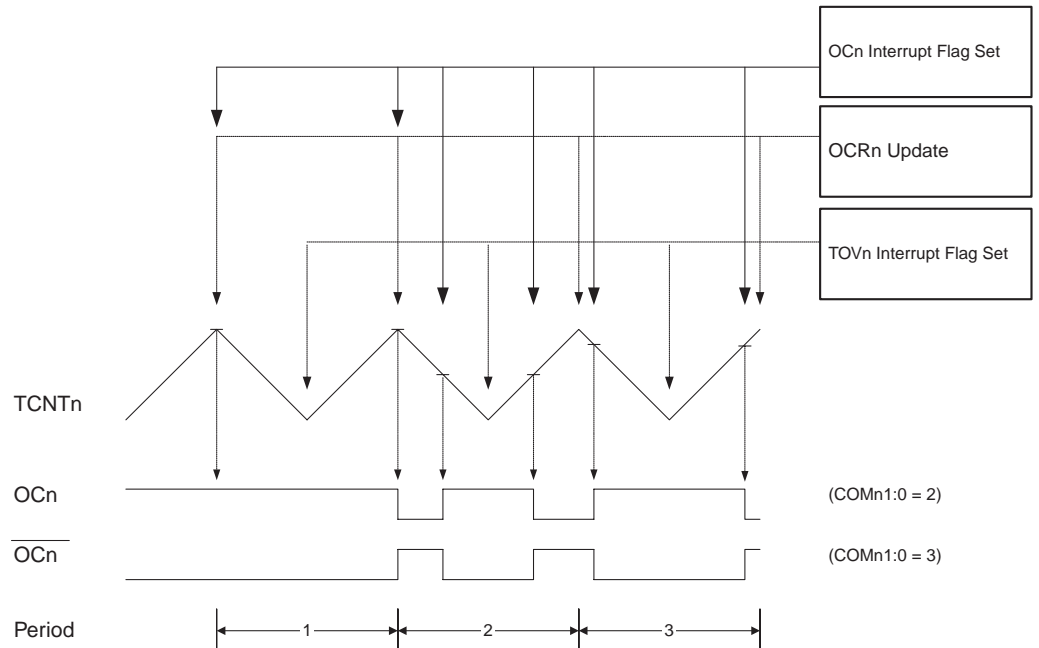 OCn Interrupt Flag Set
OCRn Update
TOVn Interrupt Flag Set
TCNTn
OCn
(COMn1:0 = 2)
OCn
(COMn1:0 = 3)
Period
1
2
3